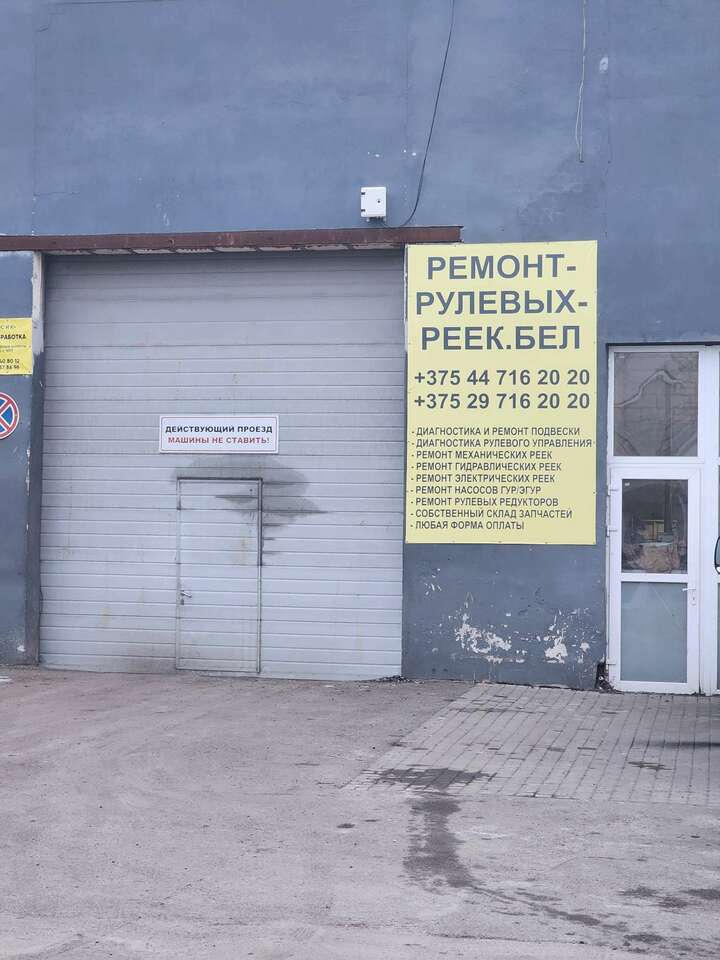 РАБОТКА
ДЕЙСТВУЮЩИЙ ПРОЕЗД
МАШИНЫ НЕ СТАВИТЬ!
РЕМОНТ-
РУЛЕВЫХ-
РЕЕК.БЕЛ
+375 44 716 20 20
+375 29 716 20 20
- ДИАГНОСТИКА И РЕМОНТ ПОДВЕСКИ
- ДИАГНОСТИКА РУЛЕВОГО УПРАВЛЕНИЯ
- РЕМОНТ МЕХАНИЧЕСКИХ РЕЕК
- РЕМОНТ ГИДРАВЛИЧЕСКИХ РЕЕК
- РЕМОНТ ЭЛЕКТРИЧЕСКИХ РЕЕК
- РЕМОНТ НАСОСОВ ГУР/ЭГУР
- РЕМОНТ РУЛЕВЫХ РЕДУКТОРОВ
- СОБСТВЕННЫЙ СКЛАД ЗАПЧАСТЕЙ
- ЛЮБАЯ ФОРМА ОПЛАТЫ